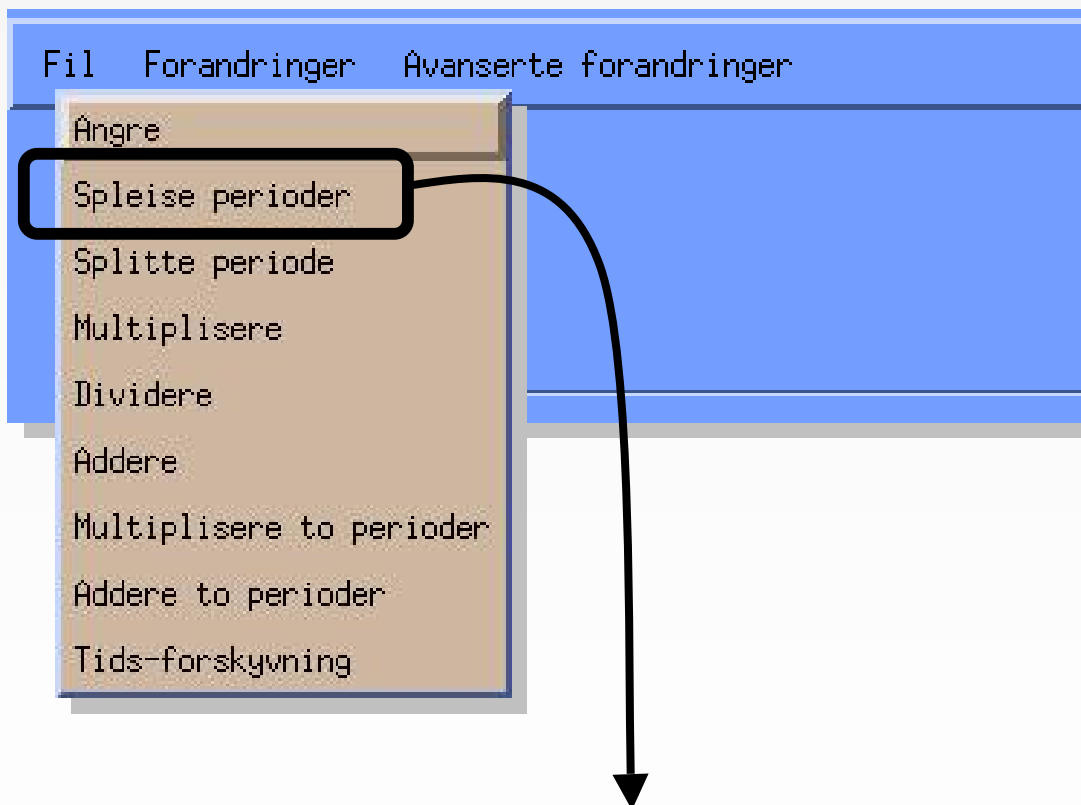 Fil Forandringer Avanserte forandringer
Angre
Spleise perioder
Splitte periode
Multiplisere
Dividere
Addere
Multiplisere to perioder
Addere to perioder
Tids-forskyvning